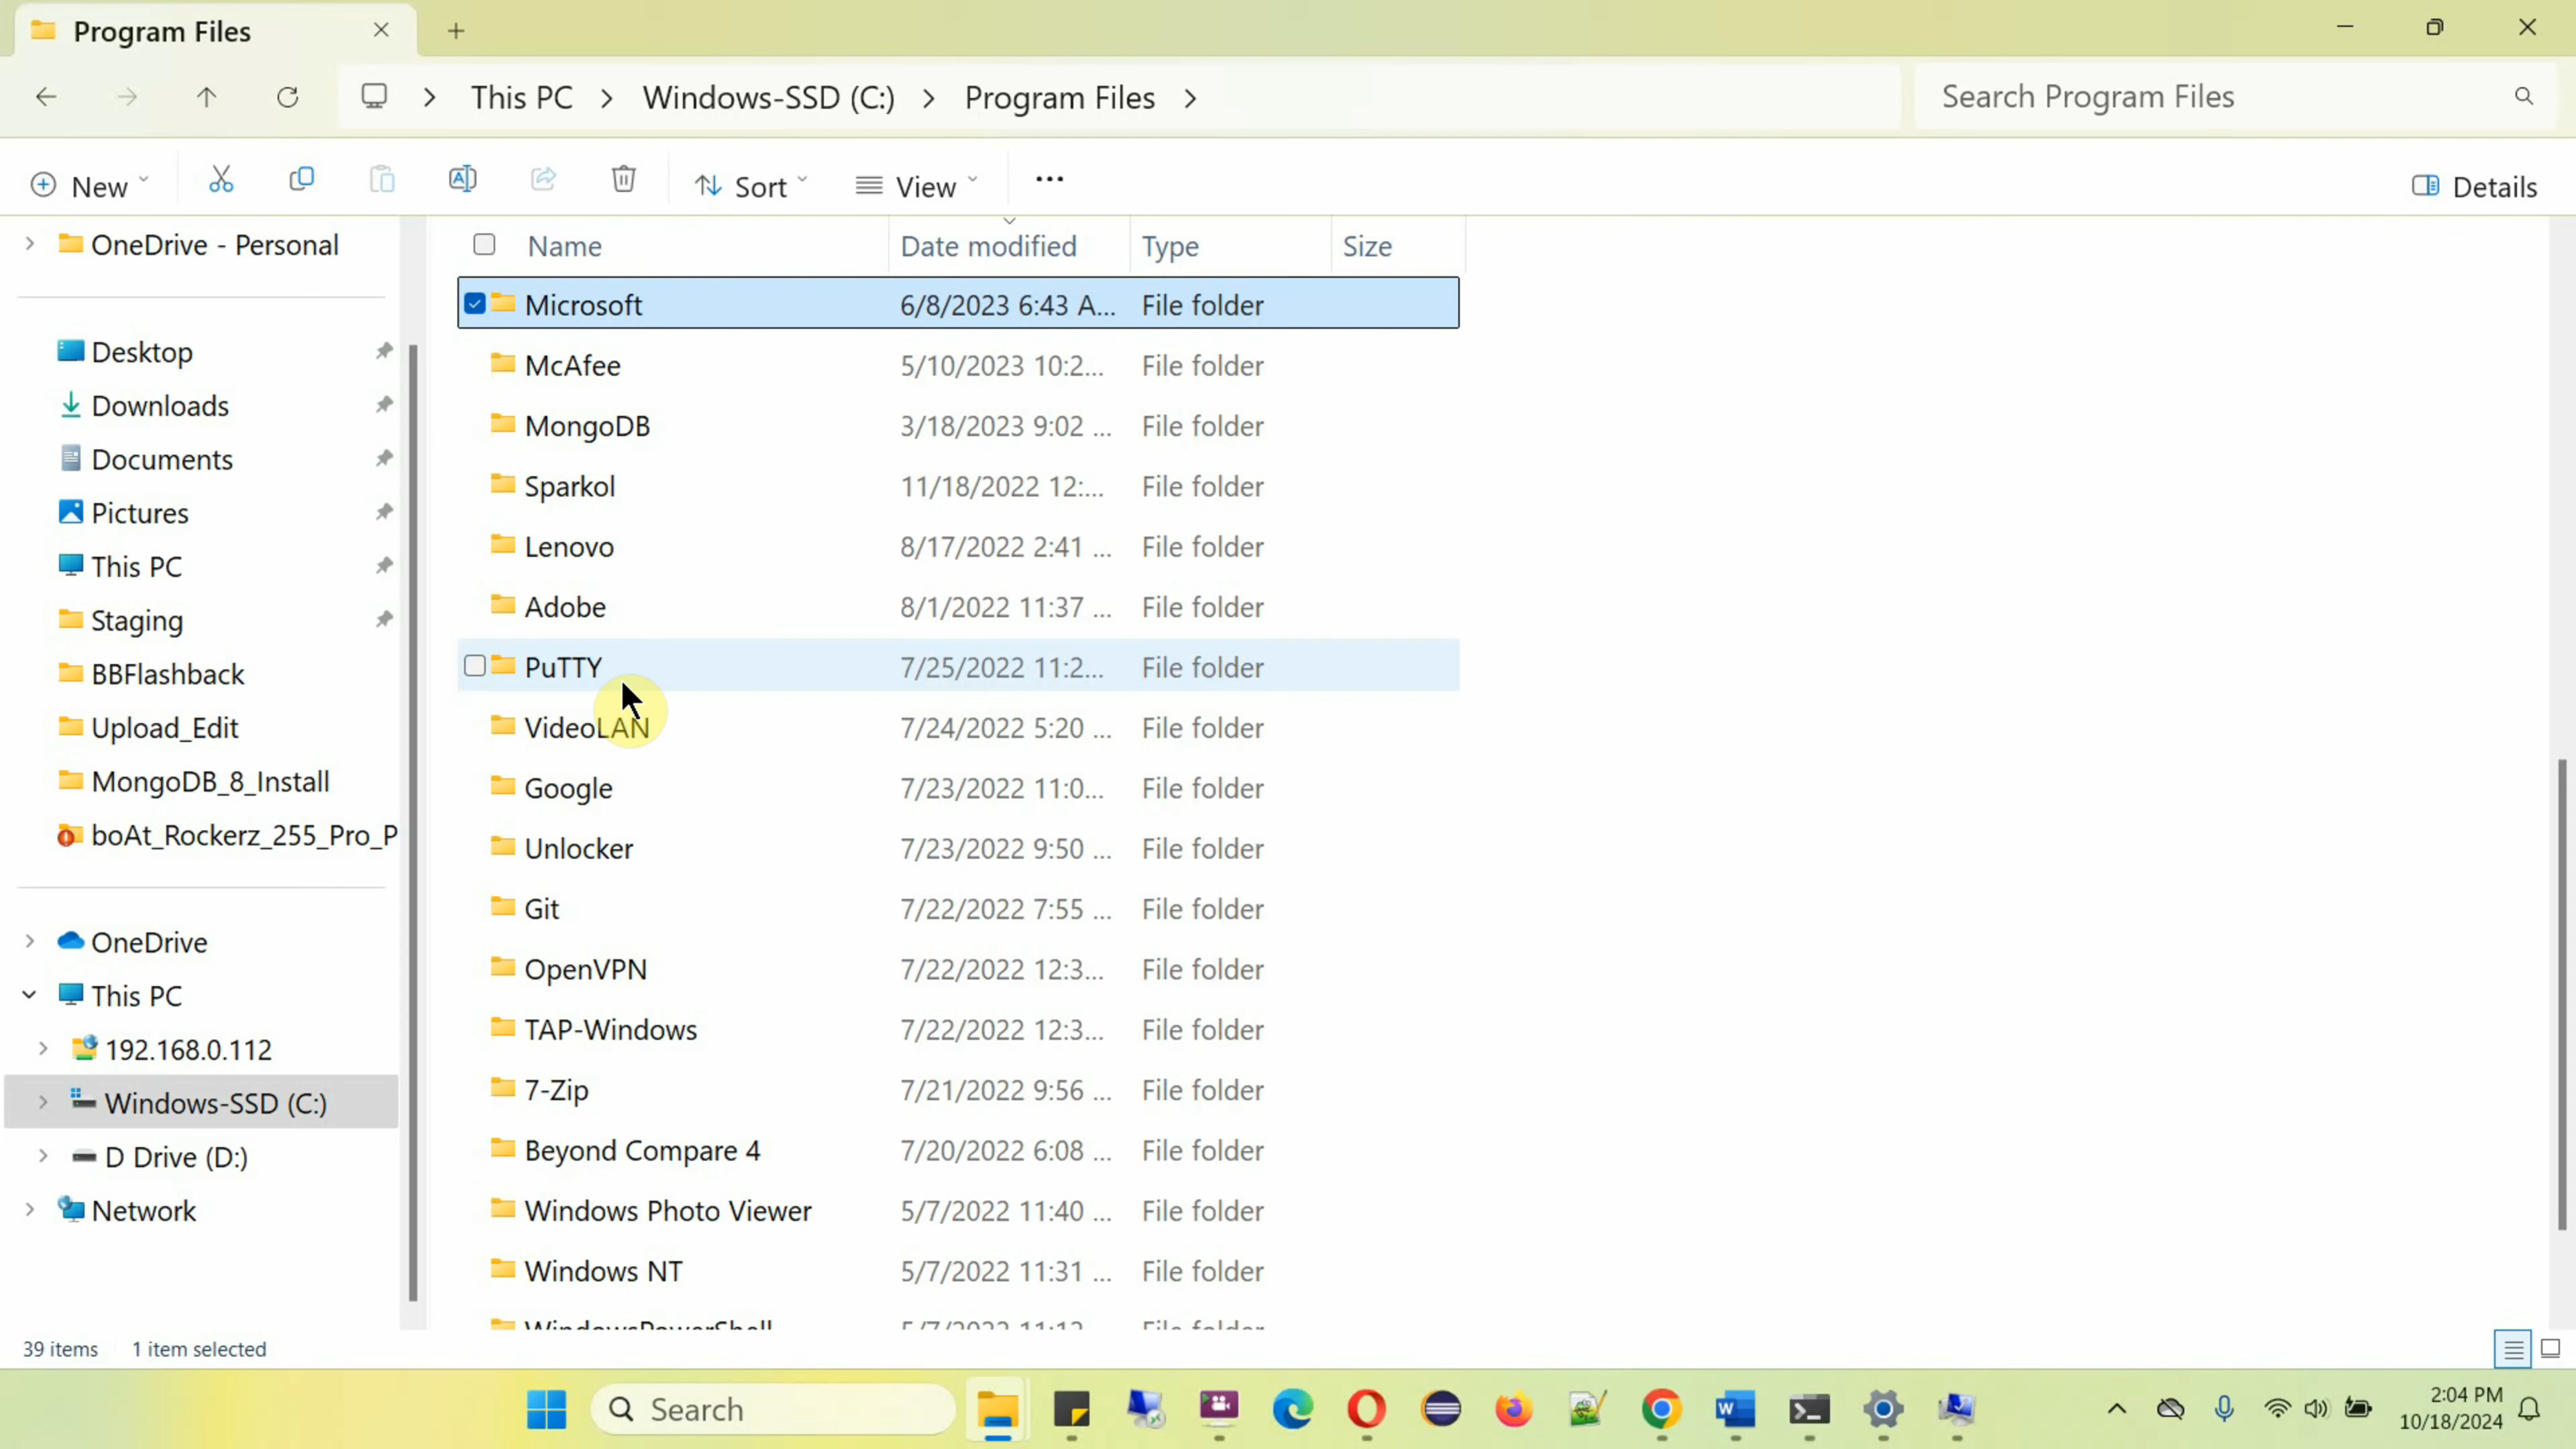 Program Files
This PC > Windows-SSD (C:) > Program Files >
Search Program Files
New
Sort
View
Details
OneDrive - Personal
Desktop
Downloads
Documents
Pictures
This PC
Staging
BBFlashback
Upload_Edit
MongoDB_8_Install
boAt_Rockerz_255_Pro_P
OneDrive
This PC
192.168.0.112
Windows-SSD (C:)
D Drive (D:)
Network
Name Date modified Type Size
Microsoft 6/8/2023 6:43 A... File folder
McAfee 5/10/2023 10:2... File folder
MongoDB 3/18/2023 9:02 ... File folder
Sparkol 11/18/2022 12:... File folder
Lenovo 8/17/2022 2:41 ... File folder
Adobe 8/1/2022 11:37 ... File folder
PuTTY 7/25/2022 11:2... File folder
VideoLAN 7/24/2022 5:20 ... File folder
Google 7/23/2022 11:0... File folder
Unlocker 7/23/2022 9:50 ... File folder
Git 7/22/2022 7:55 ... File folder
OpenVPN 7/22/2022 12:3... File folder
TAP-Windows 7/22/2022 12:3... File folder
7-Zip 7/21/2022 9:56 ... File folder
Beyond Compare 4 7/20/2022 6:08 ... File folder
Windows Photo Viewer 5/7/2022 11:40 ... File folder
Windows NT 5/7/2022 11:31 ... File folder
WindowsPowerShell
39 items 1 item selected
Search
2:04 PM
10/18/2024